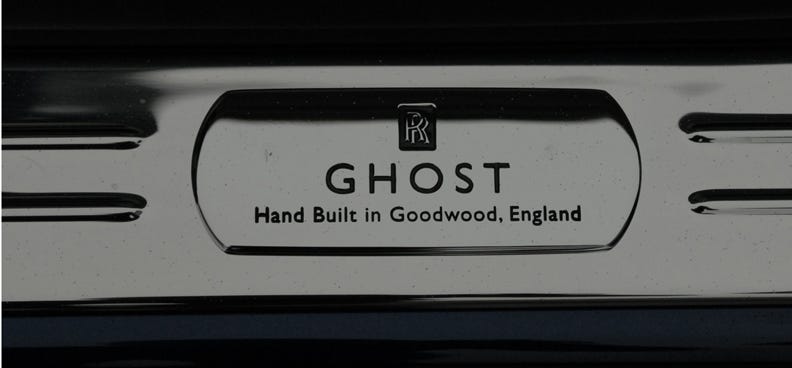 RR
GHOST
Hand Built in Goodwood, England